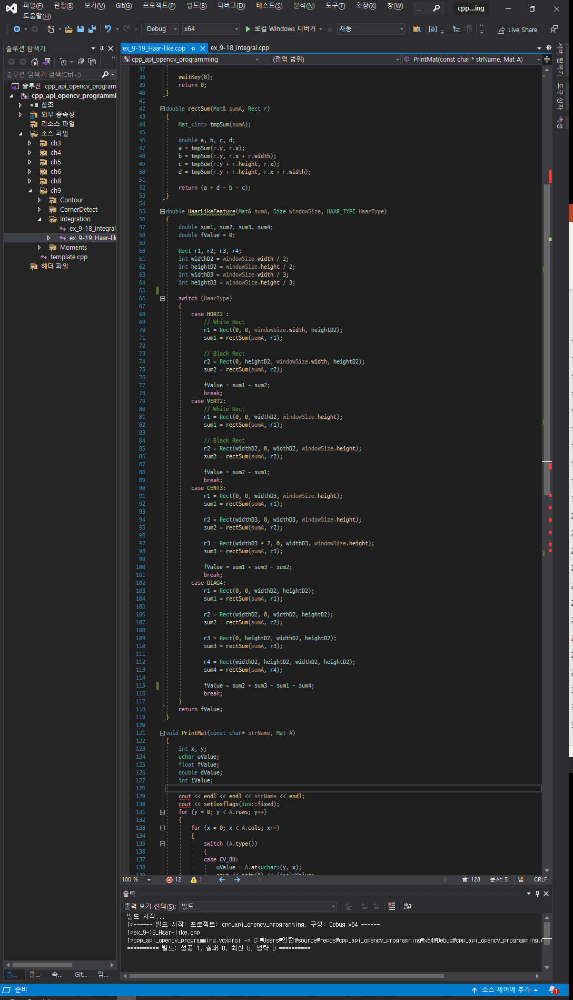 파일(F) 편집(E) 보기(V) Git(G) 프로젝트(P) 빌드(B) 디버그(D) 테스트(S) 분석(N) 도구(T) 확장(X) 창(W) ... cpp...ing
도움말(H)
Debug x64 로컬 Windows 디버거 자동 Live Share
솔루션 탐색기
솔루션 탐색기 검색(Ctrl+;)
솔루션 'cpp_api_opencv_program
cpp_api_opencv_programmi
참조
외부 종속성
리소스 파일
소스 파일
ch3
ch4
ch5
ch6
ch8
ch9
Contour
CornerDetect
Integration
ex_9-18_integral
ex_9-19_Haar-lik
Moments
template.cpp
헤더 파일
솔... 클... 속... Git... 팀...
ex_9-19_Haar-like.cpp ex_9-18_integral.cpp
cpp_api_opencv_programming (전역 범위) PrintMat(const char * strName, Mat A)
37
38 waitKey(0);
39 return 0;
40 }
41
42 double rectSum(Mat& sumA, Rect r)
43 {
44 Mat_<int> tmpSum(sumA);
45
46 double a, b, c, d;
47 a = tmpSum(r.y, r.x);
48 b = tmpSum(r.y, r.x + r.width);
49 c = tmpSum(r.y + r.height, r.x);
50 d = tmpSum(r.y + r.height, r.x + r.width);
51
52 return (a + d - b - c);
53 }
54
55 double HaarLikeFeature(Mat& sumA, Size windowSize, HAAR_TYPE HaarType)
56 {
57 double sum1, sum2, sum3, sum4;
58 double fValue = 0;
59
60 Rect r1, r2, r3, r4;
61 int widthD2 = windowSize.width / 2;
62 int heightD2 = windowSize.height / 2;
63 int widthD3 = windowSize.width / 3;
64 int heightD3 = windowSize.height / 3;
65
66 switch (HaarType)
67 {
68 case HORZ2 :
69 // White Rect
70 r1 = Rect(0, 0, windowSize.width, heightD2);
71 sum1 = rectSum(sumA, r1);
72
73 // Black Rect
74 r2 = Rect(0, heightD2, windowSize.width, heightD2);
75 sum2 = rectSum(sumA, r2);
76
77 fValue = sum1 - sum2;
78 break;
79 case VERT2:
80 // White Rect
81 r1 = Rect(0, 0, widthD2, windowSize.height);
82 sum1 = rectSum(sumA, r1);
83
84 // Black Rect
85 r2 = Rect(widthD2, 0, widthD2, windowSize.height);
86 sum2 = rectSum(sumA, r2);
87
88 fValue = sum2 - sum1;
89 break;
90 case CENT3:
91 r1 = Rect(0, 0, widthD3, windowSize.height);
92 sum1 = rectSum(sumA, r1);
93
94 r2 = Rect(widthD3, 0, widthD3, windowSize.height);
95 sum2 = rectSum(sumA, r2);
96
97 r3 = Rect(widthD3 * 2, 0, widthD3, windowSize.height);
98 sum3 = rectSum(sumA, r3);
99
100 fValue = sum1 + sum3 - sum2;
101 break;
102 case DIAG4:
103 r1 = Rect(0, 0, widthD2, heightD2);
104 sum1 = rectSum(sumA, r1);
105
106 r2 = Rect(widthD2, 0, widthD2, heightD2);
107 sum2 = rectSum(sumA, r2);
108
109 r3 = Rect(0, heightD2, widthD2, heightD2);
110 sum3 = rectSum(sumA, r3);
111
112 r4 = Rect(widthD2, heightD2, widthD2, heightD2);
113 sum4 = rectSum(sumA, r4);
114
115 fValue = sum2 + sum3 - sum1 - sum4;
116 break;
117 }
118 return fValue;
119 }
120
121 void PrintMat(const char* strName, Mat A)
122 {
123 int x, y;
124 uchar uValue;
125 float fValue;
126 double dValue;
127 int iValue;
128
129 cout << endl << endl << strName << endl;
130 cout << setiosflags(ios::fixed);
131 for (y = 0; y < A.rows; y++)
132 {
133 for (x = 0; x < A.cols; x++)
134 {
135 switch (A.type())
136 {
137 case CV_8U:
138 uValue = A.at<uchar>(y, x);
139 cout << setw(8) << (int)uValue;
100 % 12 1 줄: 128 문자: 5 탭 CRLF
출력
출력 보기 선택(S): 빌드
빌드 시작...
1>------ 빌드 시작: 프로젝트: cpp_api_opencv_programming, 구성: Debug x64 ------
1>ex_9-19_Haar-like.cpp
1>cpp_api_opencv_programming.vcxproj -> C:₩Users₩인턴₩source₩repos₩cpp_api_opencv_programming₩x64₩Debug₩cpp_api_opencv_programming.
========== 빌드: 성공 1, 실패 0, 최신 0, 생략 0 ==========
서버 탐색기
도구 상자
속성
준비 소스 제어에 추가 1